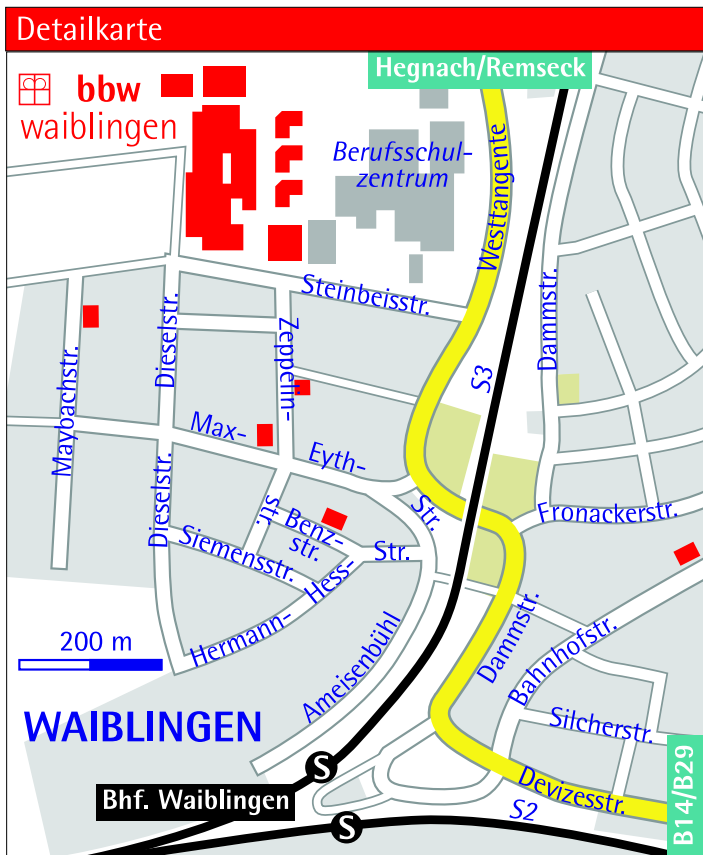 Detailkarte
Hegnach/Remseck
bbw
waiblingen
Berufsschul-
zentrum
Westtangente
Steinbeisstr.
Dammstr.
Dieselstr.
Zeppelin-
str.
S3
Maybachstr.
Max-
Eyth-
Str.
Dieselstr.
Fronackerstr.
Benz-
str.
Siemensstr.
Hermann-
Hess-
Str.
Dammstr.
Bahnhofstr.
200 m
Ameisenbühl
WAIBLINGEN
Silcherstr.
S
Bhf. Waiblingen
Devizesstr.
S2
S
B14/B29